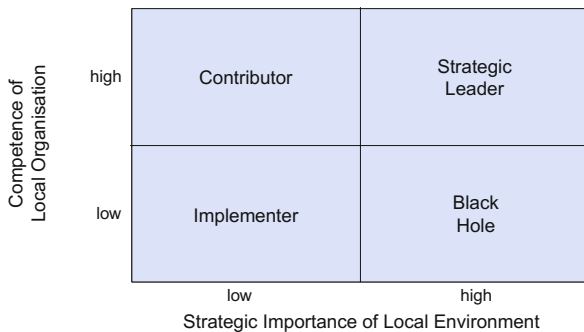 Competence of
Local Organisation
high
Contributor
Strategic
Leader
low
Implementer
Black
Hole
low
high
Strategic Importance of Local Environment